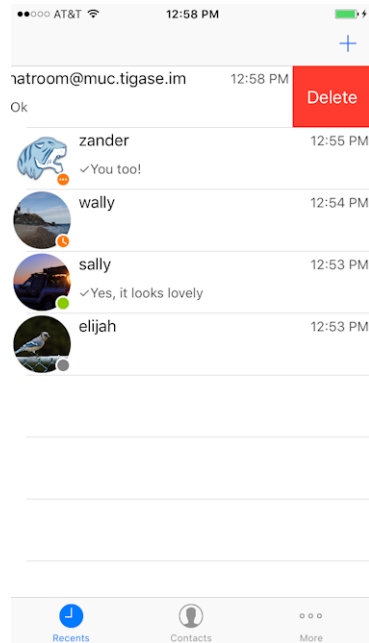 AT&T 12:58 PM
+
hatroom@muc.tigase.im 12:58 PM
Ok
Delete
zander 12:55 PM
✓You too!
wally 12:54 PM
sally 12:53 PM
✓Yes, it looks lovely
elijah 12:53 PM
Recents Contacts More